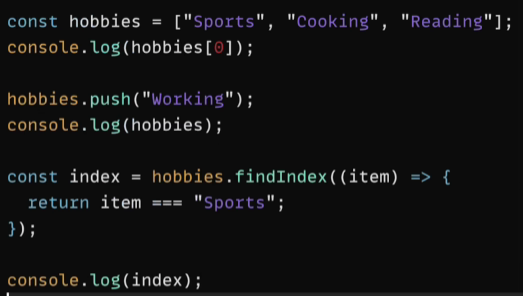 const hobbies = ["Sports", "Cooking", "Reading"];
console.log(hobbies[0]);
hobbies.push("Working");
console.log(hobbies);
const index = hobbies.findIndex((item) => {
  return item === "Sports";
});
console.log(index);